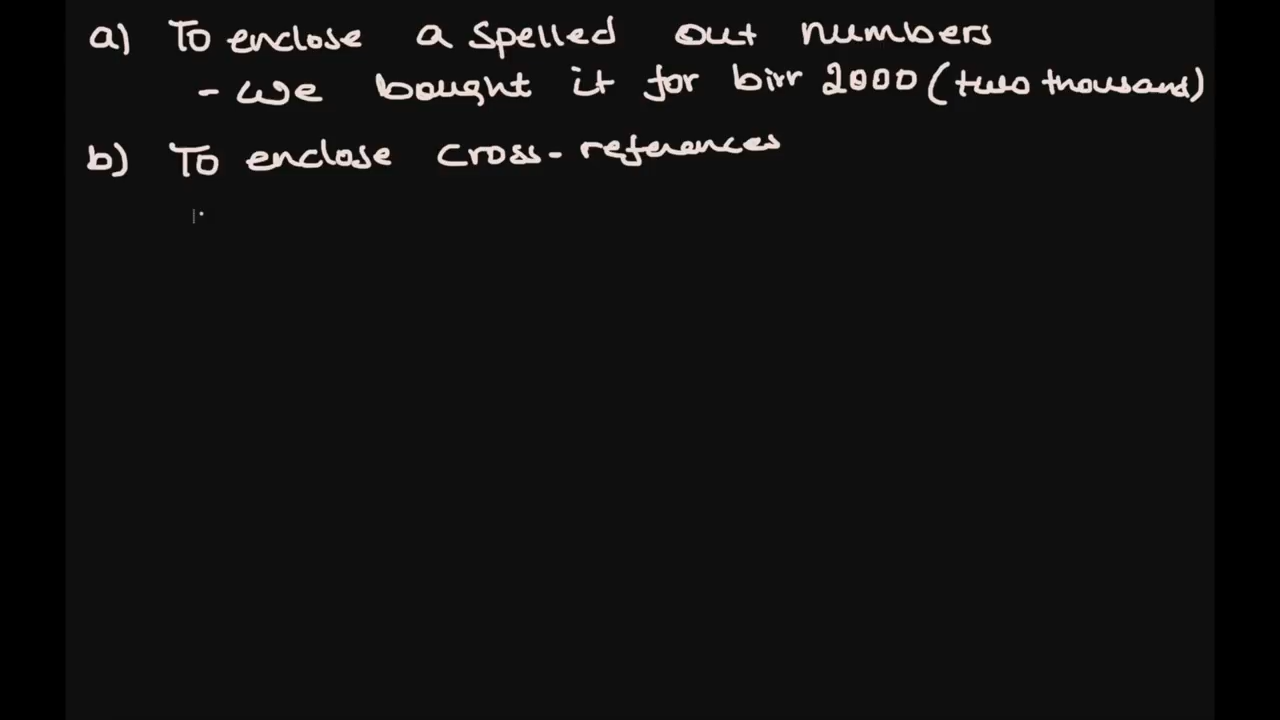 a) To enclose a spelled out numbers
- we bought it for birr 2000 (two thousand)
b) To enclose cross-references